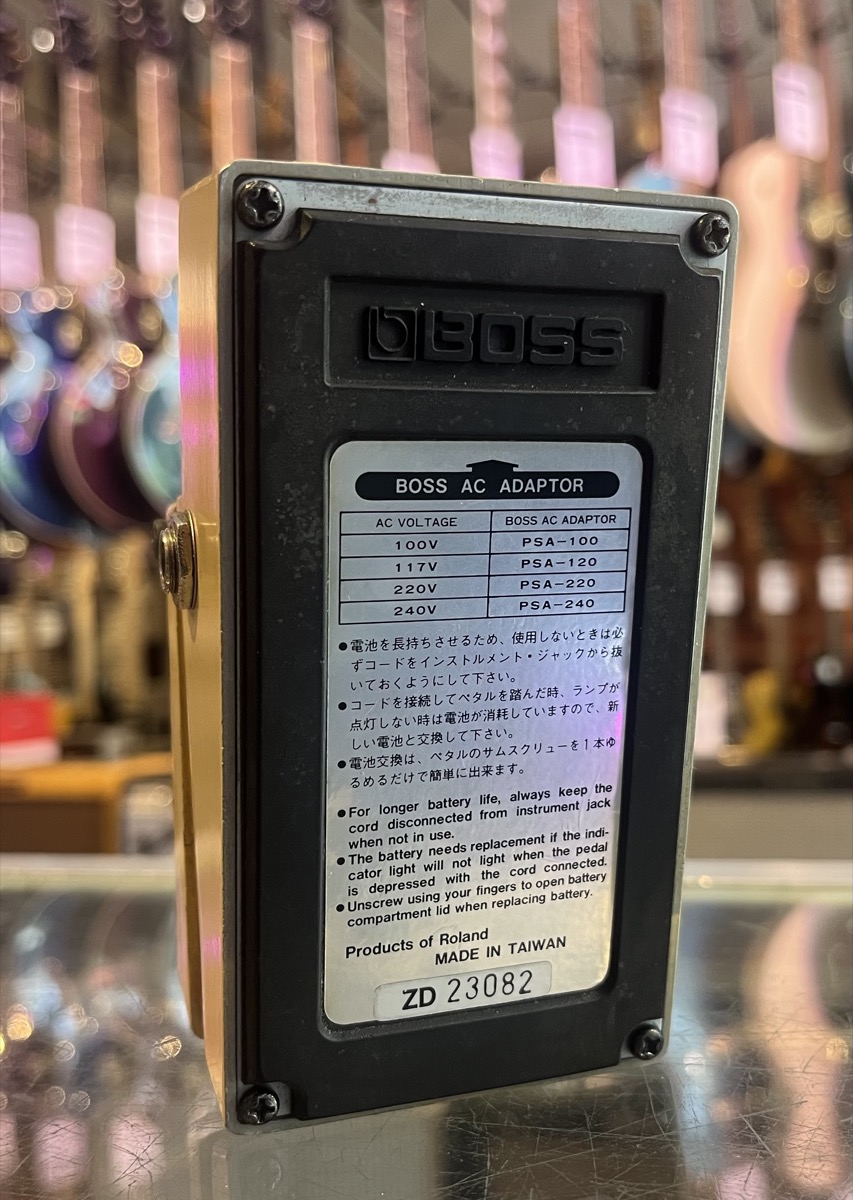 BOSS
BOSS AC ADAPTOR
AC VOLTAGE BOSS AC ADAPTOR
100V PSA-100
117V PSA-120
220V PSA-220
240V PSA-240
●電池を長持ちさせるため、使用しないときは必
ずコードをインストルメント・ジャックから抜
いておくようにして下さい。
●コードを接続してペタルを踏んだ時、ランプが
点灯しない時は電池が消耗していますので、新
しい電池と交換して下さい。
●電池交換は、ペタルのサムスクリューを1本ゆ
るめるだけで簡単に出来ます。
●For longer battery life, always keep the
cord disconnected from instrument jack
when not in use.
●The battery needs replacement if the indi-
cator light will not light when the pedal
is depressed with the cord connected.
●Unscrew using your fingers to open battery
compartment lid when replacing battery.
Products of Roland
MADE IN TAIWAN
ZD 23082